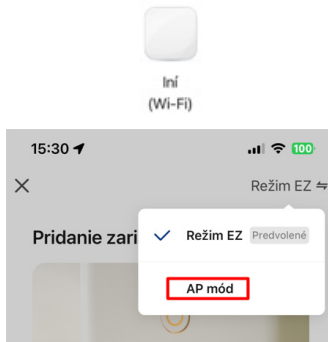 Iní
(Wi-Fi)
15:30
100
Režim EZ
Pridanie zari
Režim EZ Predvolené
AP mód